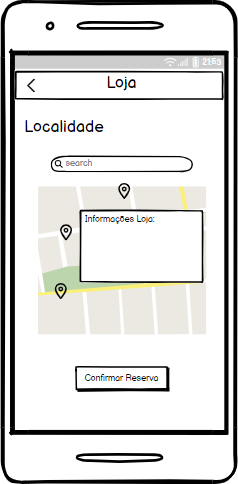 21:53
Loja
Localidade
search
Informações Loja:
Confirmar Reserva